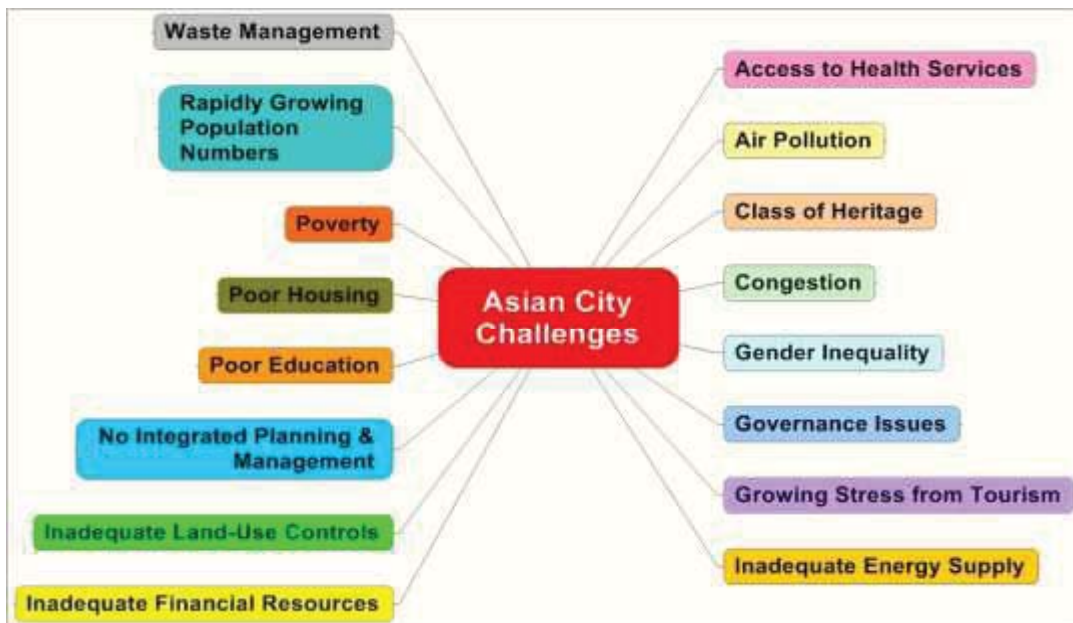 Waste Management
Rapidly Growing
Population
Numbers
Poverty
Poor Housing
Poor Education
No Integrated Planning &
Management
Inadequate Land-Use Controls
Inadequate Financial Resources
Asian City
Challenges
Access to Health Services
Air Pollution
Class of Heritage
Congestion
Gender Inequality
Governance Issues
Growing Stress from Tourism
Inadequate Energy Supply